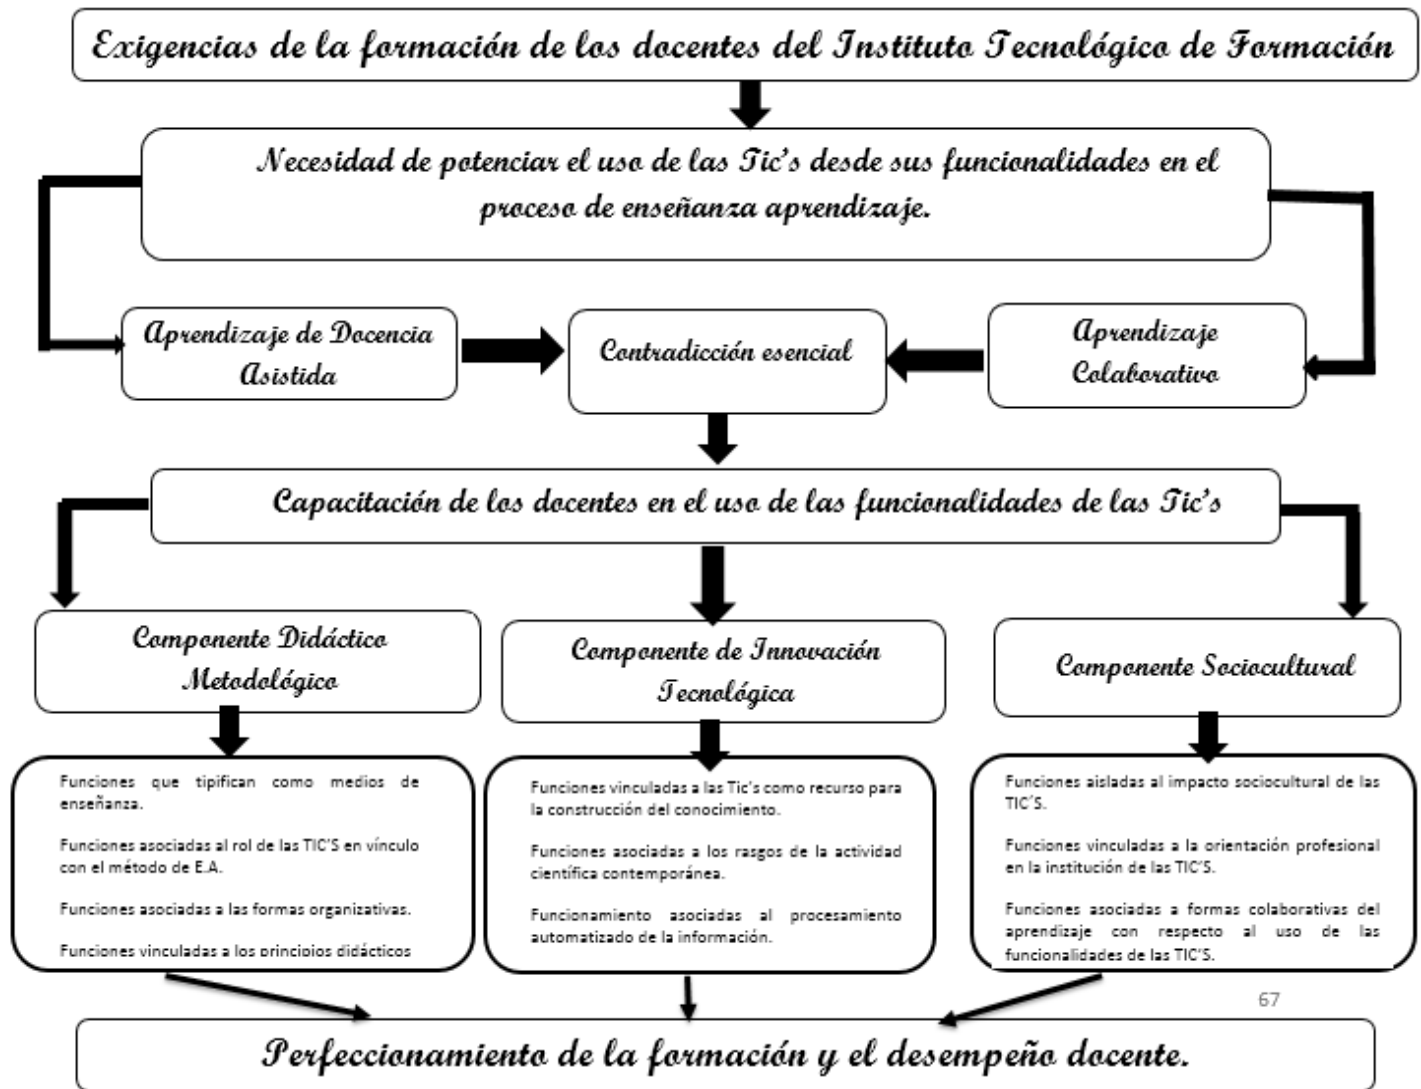 Exigencias de la formación de los docentes del Instituto Tecnológico de Formación
Necesidad de potenciar el uso de las Tic's desde sus funcionalidades en el
proceso de enseñanza aprendizaje.
Aprendizaje de Docencia
Asistida
Contradicción esencial
Aprendizaje
Colaborativo
Capacitación de los docentes en el uso de las funcionalidades de las Tic's
Componente Didáctico
Metodológico
Componente de Innovación
Tecnológica
Componente Sociocultural
Funciones que tipifican como medios de
enseñanza.
Funciones asociadas al rol de las TIC'S en vínculo
con el método de E.A.
Funciones asociadas a las formas organizativas.
Funciones vinculadas a los principios didácticos
Funciones vinculadas a las Tic's como recurso para
la construcción del conocimiento.
Funciones asociadas a los rasgos de la actividad
científica contemporánea.
Funcionamiento asociadas al procesamiento
automatizado de la información.
Funciones aisladas al impacto sociocultural de las
TIC´S.
Funciones vinculadas a la orientación profesional
en la institución de las TIC'S.
Funciones asociadas a formas colaborativas del
aprendizaje con respecto al uso de las
funcionalidades de las TIC'S.
67
Perfeccionamiento de la formación y el desempeño docente.